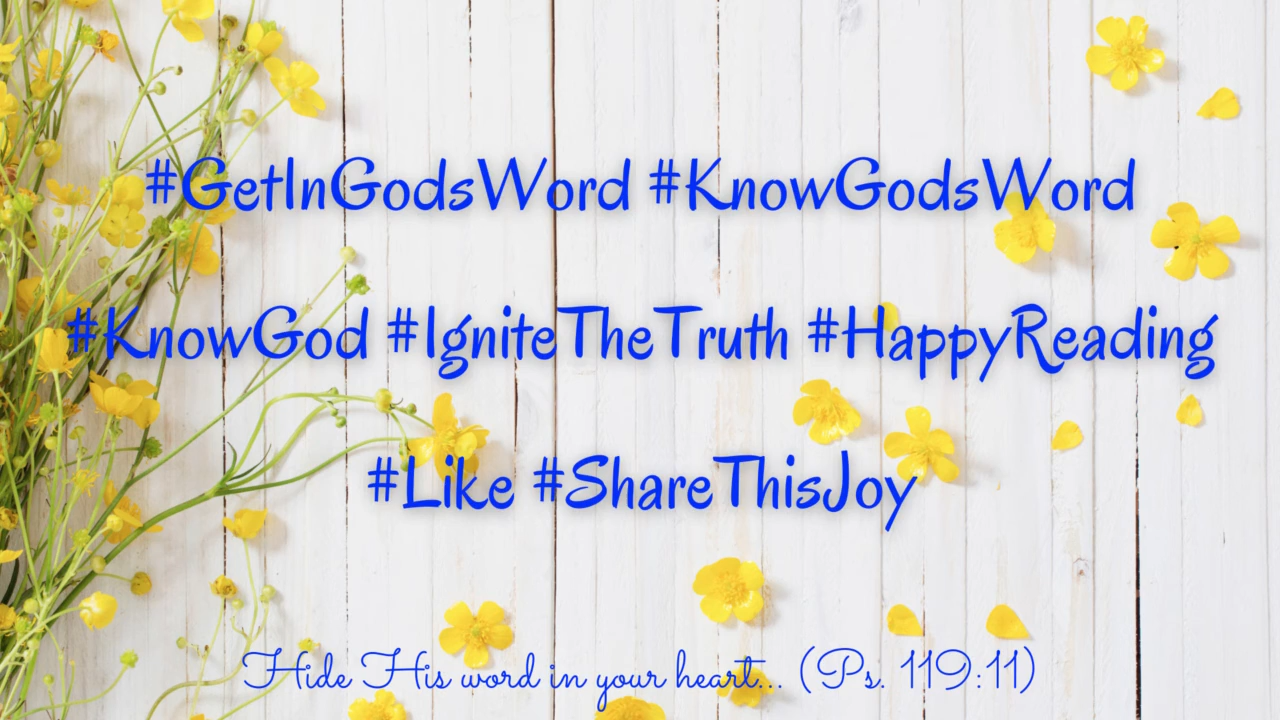 #GetInGodsWord #KnowGodsWord
#KnowGod #IgniteTheTruth #HappyReading
#Like #ShareThisJoy
Hide His word in your heart... (Ps. 119:11)